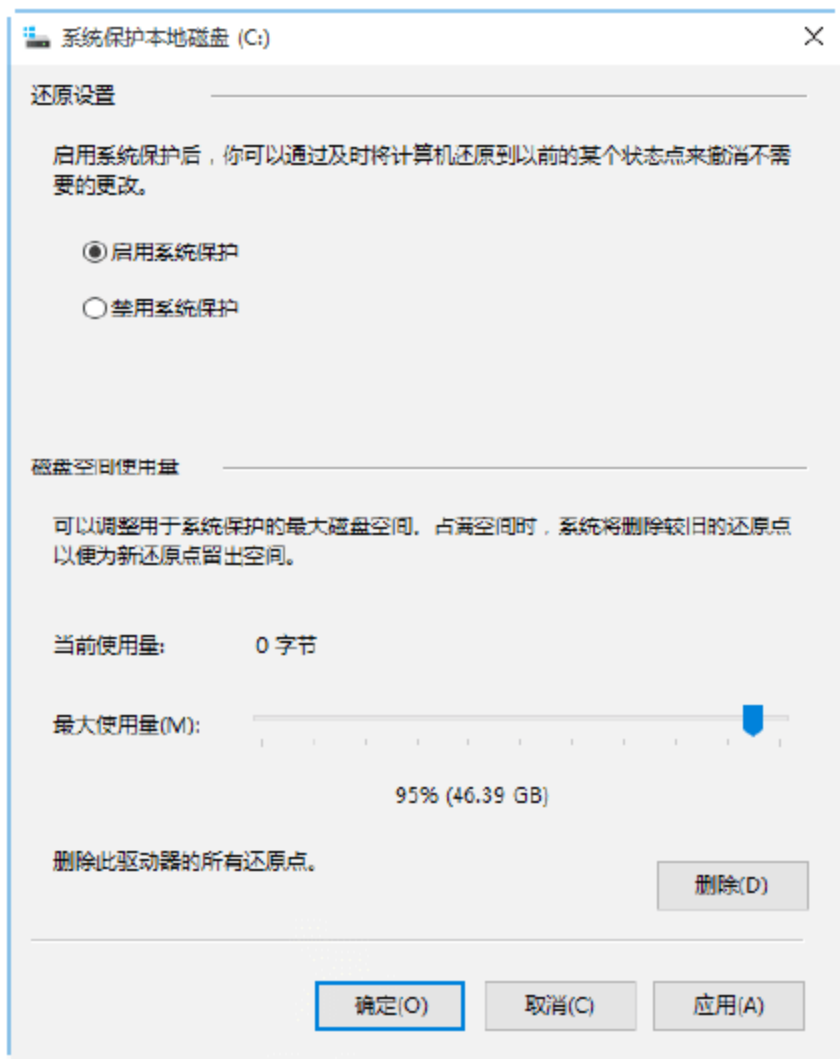 系统保护本地磁盘 (C:)
还原设置
启用系统保护后，你可以通过及时将计算机还原到以前的某个状态点来撤消不需
要的更改。
启用系统保护
禁用系统保护
磁盘空间使用量
可以调整用于系统保护的最大磁盘空间。占满空间时，系统将删除较旧的还原点
以便为新还原点留出空间。
当前使用量: 0 字节
最大使用量(M):
95% (46.39 GB)
删除此驱动器的所有还原点。
删除(D)
确定(O) 取消(C) 应用(A)